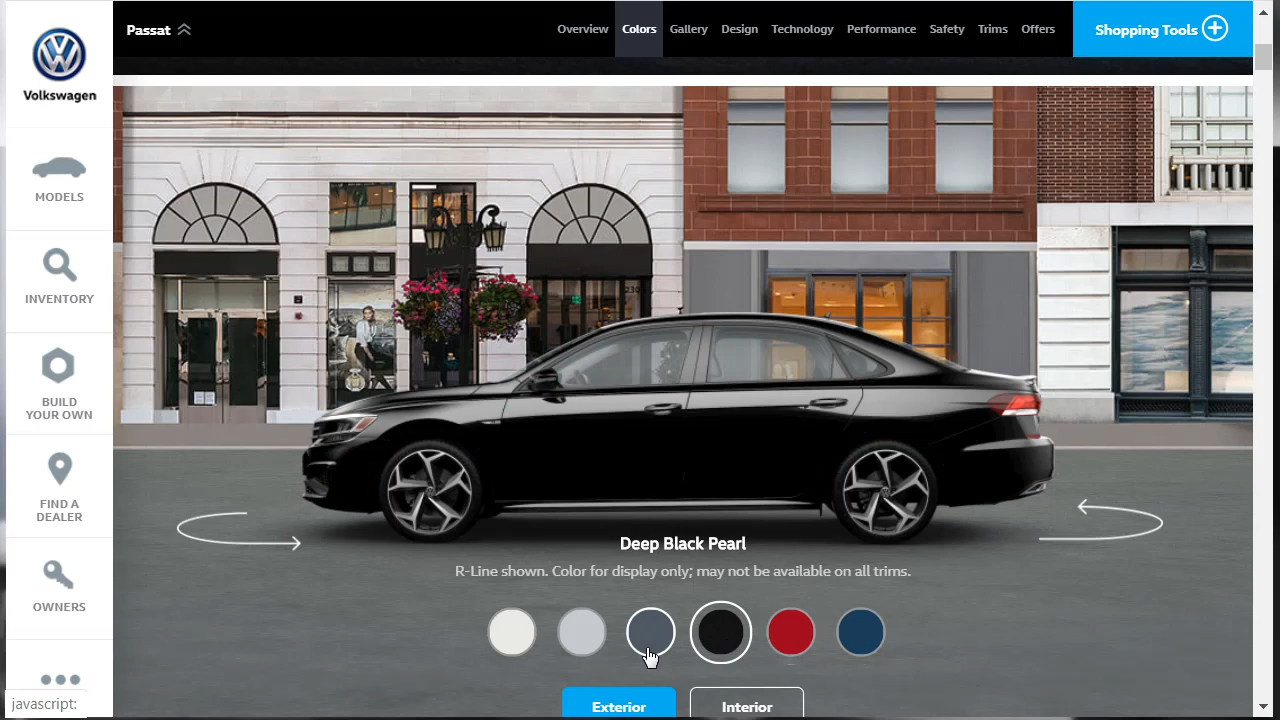 Passat
Overview
Colors
Gallery
Design
Technology
Performance
Safety
Trims
Offers
Shopping Tools
Volkswagen
MODELS
INVENTORY
BUILD
YOUR OWN
FIND A
DEALER
OWNERS
javascript:
Deep Black Pearl
R-Line shown. Color for display only; may not be available on all trims.
Exterior
Interior